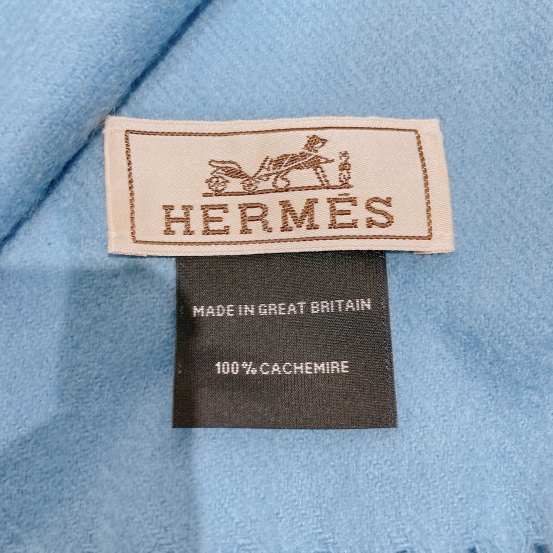 HERMÈS
MADE IN GREAT BRITAIN
100% CACHEMIRE